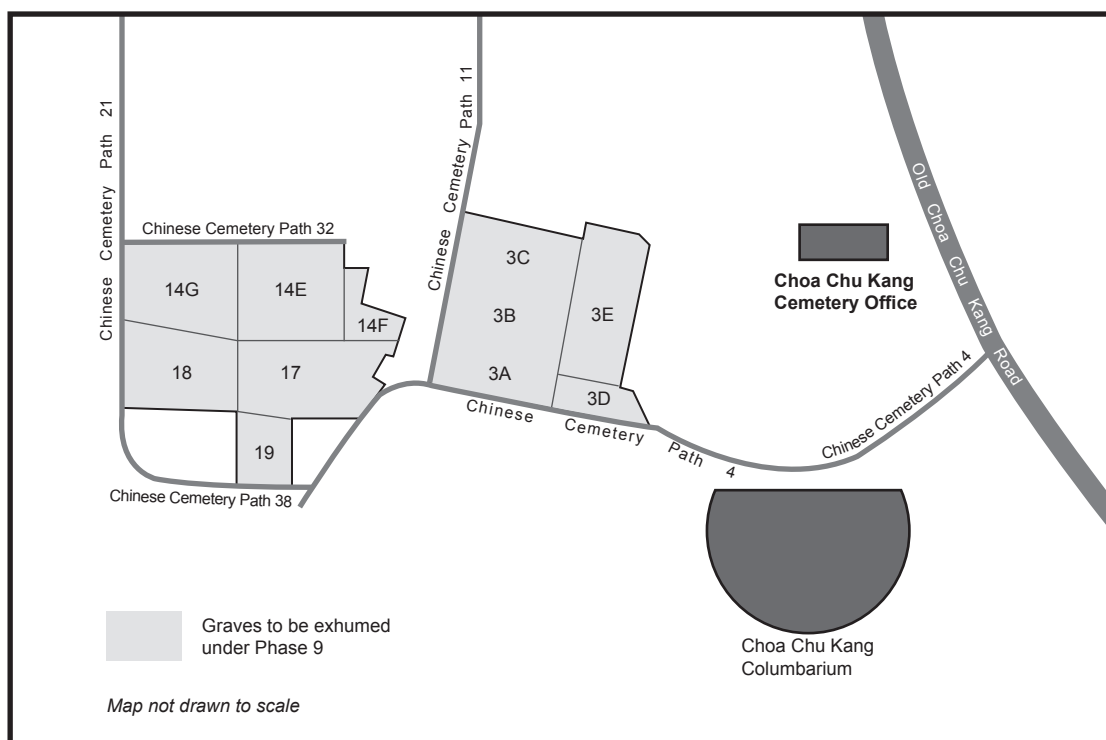 Chinese Cemetery Path 21
Chinese Cemetery Path 11
Old Choa Chu Kang Road
Chinese Cemetery Path 32
14G
14E
14F
18
17
19
3C
3B
3A
3E
3D
Choa Chu Kang
Cemetery Office
Chinese Cemetery Path 4
Chinese Cemetery Path 4
Chinese Cemetery Path 38
Choa Chu Kang
Columbarium
Graves to be exhumed
under Phase 9
Map not drawn to scale